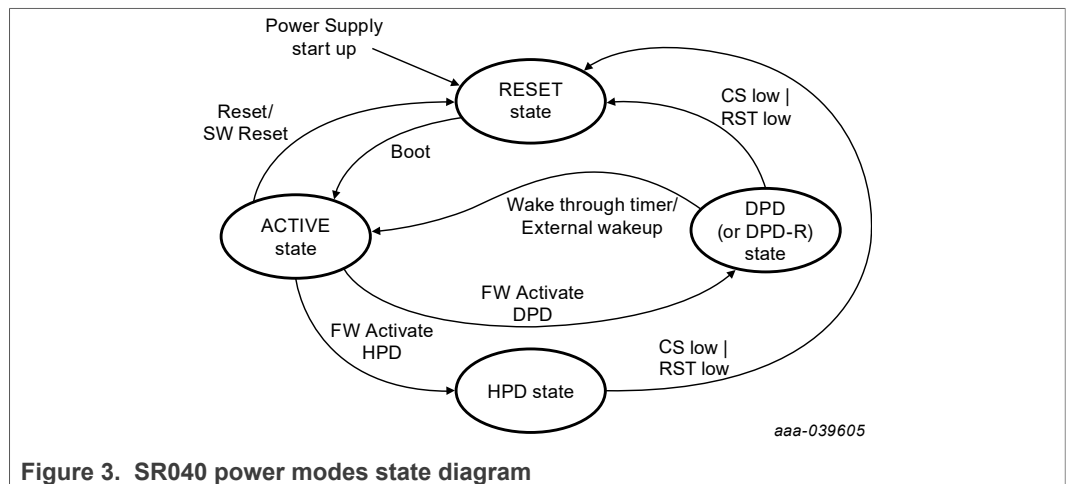 Power Supply
start up
RESET
state
CS low |
RST low
Reset/
SW Reset
Boot
Wake through timer/
External wakeup
DPD
(or DPD-R)
state
ACTIVE
state
FW Activate
DPD
FW Activate
HPD
CS low |
RST low
HPD state
aaa-039605
Figure 3. SR040 power modes state diagram